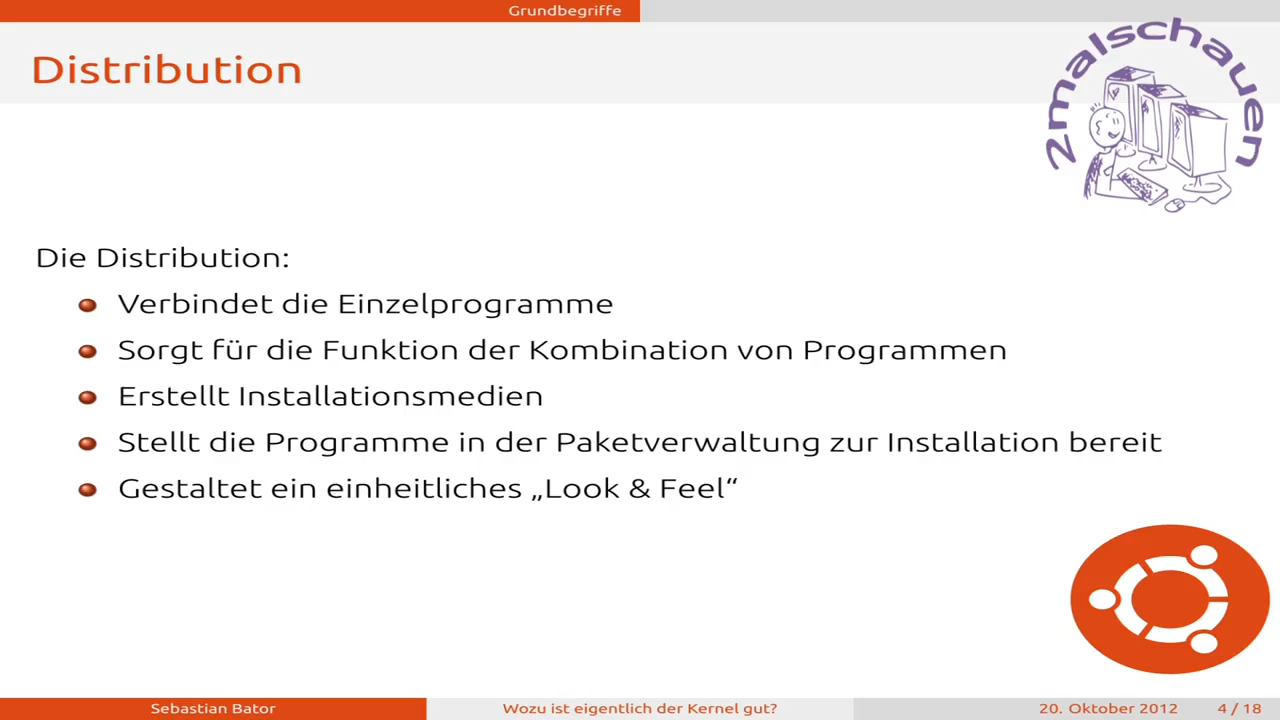 Grundbegriffe
Distribution
2malschauen
Die Distribution:
Verbindet die Einzelprogramme
Sorgt für die Funktion der Kombination von Programmen
Erstellt Installationsmedien
Stellt die Programme in der Paketverwaltung zur Installation bereit
Gestaltet ein einheitliches „Look & Feel“
Sebastian Bator Wozu ist eigentlich der Kernel gut? 20. Oktober 2012 4 / 18